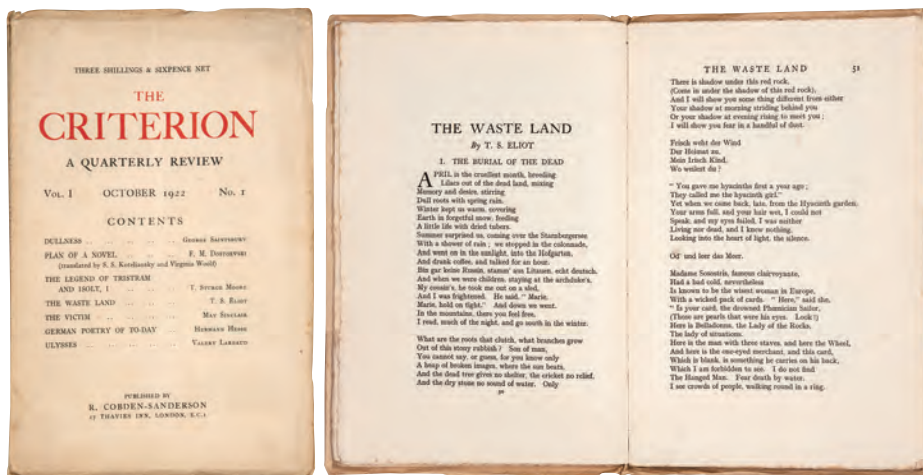 THREE SHILLINGS & SIXPENCE NET
THE
CRITERION
A QUARTERLY REVIEW
VOL. I OCTOBER 1922 No. 1
CONTENTS
DULLNESS .. .. .. .. .. GEORGE SAINTSBURY
PLAN OF A NOVEL .. .. .. F. M. DOSTOEVSKI
(translated by S. S. Koteliansky and Virginia Woolf)
THE LEGEND OF TRISTRAM
AND ISOLT, I .. .. .. T. STURGE MOORE
THE WASTE LAND .. .. .. T. S. ELIOT
THE VICTIM .. .. .. .. MAY SINCLAIR
GERMAN POETRY OF TO-DAY .. HERMANN HESSE
ULYSSES .. .. .. .. .. VALERY LARBAUD
PUBLISHED BY
R. COBDEN-SANDERSON
17 THAVIES INN, LONDON, E.C.1
THE WASTE LAND
By T. S. ELIOT
I. THE BURIAL OF THE DEAD
APRIL is the cruellest month, breeding
Lilacs out of the dead land, mixing
Memory and desire, stirring
Dull roots with spring rain.
Winter kept us warm, covering
Earth in forgetful snow, feeding
A little life with dried tubers.
Summer surprised us, coming over the Starnbergersee
With a shower of rain; we stopped in the colonnade,
And went on in the sunlight, into the Hofgarten,
And drank coffee, and talked for an hour.
Bin gar keine Russin, stamm' aus Litauen, echt deutsch.
And when we were children, staying at the archduke's,
My cousin's, he took me out on a sled,
And I was frightened. He said, "Marie,
Marie, hold on tight." And down we went.
In the mountains, there you feel free.
I read, much of the night, and go south in the winter.
What are the roots that clutch, what branches grow
Out of this stony rubbish? Son of man,
You cannot say, or guess, for you know only
A heap of broken images, where the sun beats,
And the dead tree gives no shelter, the cricket no relief,
And the dry stone no sound of water. Only
50
THE WASTE LAND 51
There is shadow under this red rock,
(Come in under the shadow of this red rock),
And I will show you some thing different from either
Your shadow at morning striding behind you
Or your shadow at evening rising to meet you;
I will show you fear in a handful of dust.
Frisch weht der Wind
Der Heimat zu.
Mein Irisch Kind,
Wo weilest du?
"You gave me hyacinths first a year ago;
They called me the hyacinth girl."
Yet when we came back, late, from the Hyacinth garden,
Your arms full, and your hair wet, I could not
Speak, and my eyes failed, I was neither
Living nor dead, and I knew nothing,
Looking into the heart of light, the silence.
Od' und leer das Meer.
Madame Sosostris, famous clairvoyante,
Had a bad cold, nevertheless
Is known to be the wisest woman in Europe,
With a wicked pack of cards. "Here," said she,
"Is your card, the drowned Phœnician Sailor,
(Those are pearls that were his eyes. Look!)
Here is Belladonna, the Lady of the Rocks,
The lady of situations.
Here is the man with three staves, and here the Wheel,
And here is the one-eyed merchant, and this card,
Which is blank, is something he carries on his back,
Which I am forbidden to see. I do not find
The Hanged Man. Fear death by water.
I see crowds of people, walking round in a ring.